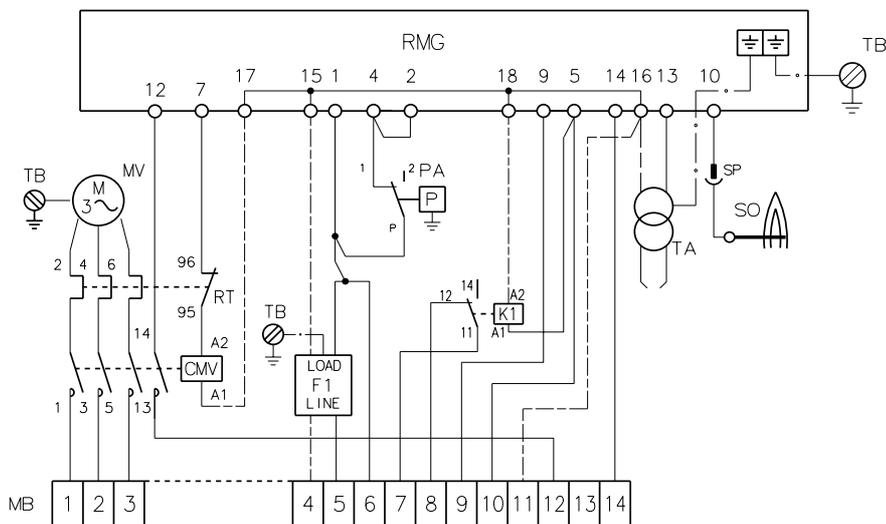 RMG
TB
12 7 17 15 1 4 2 18 9 5 14 16 13 10
TB
MV
M
3
1
2
PA
P
P
SP
SO
TA
2 4 6
96
95
RT
14
A2
CMV
A1
1 3 5 13
TB
LOAD
F1
LINE
12
14
11
A2
K1
A1
MB 1 2 3 4 5 6 7 8 9 10 11 12 13 14